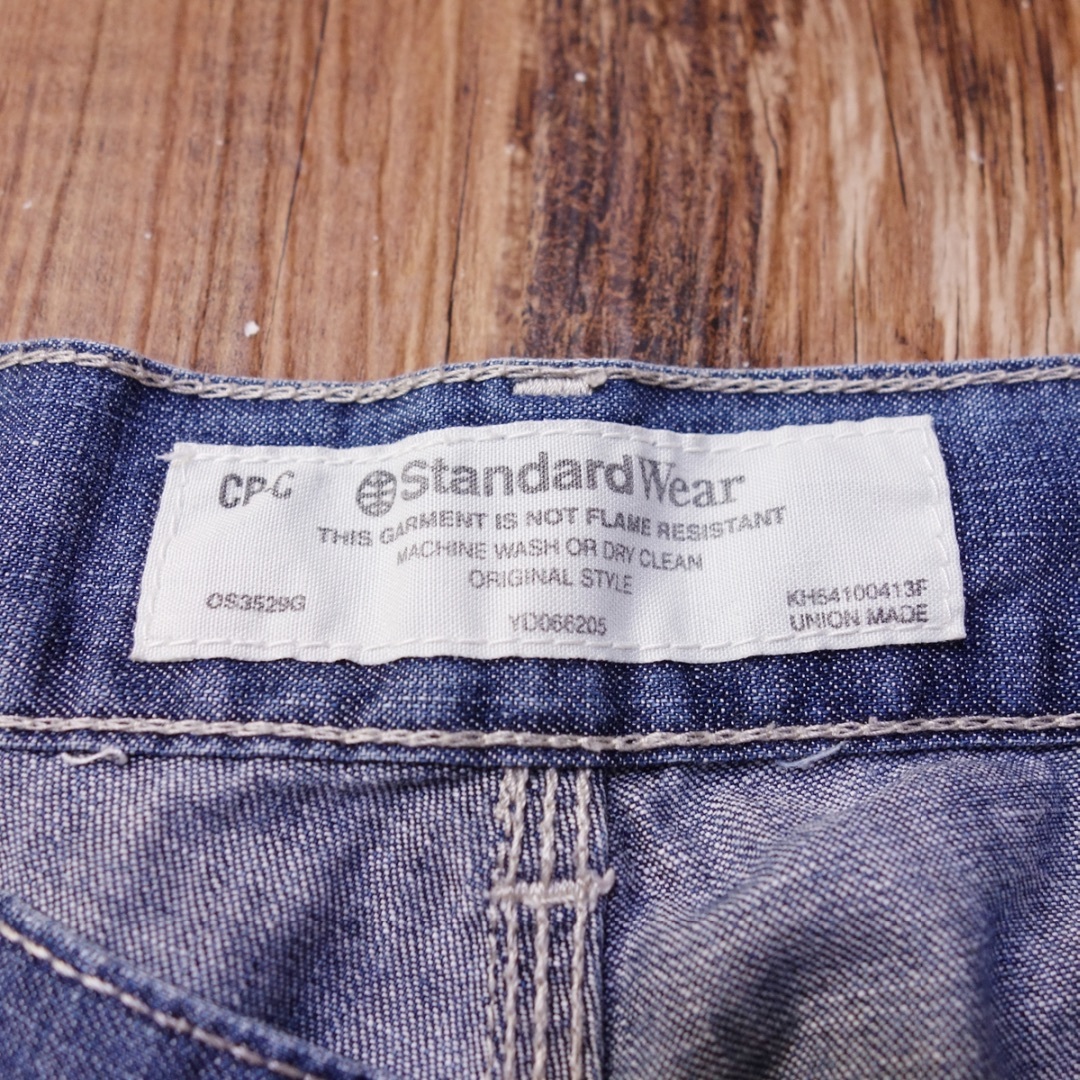 CP-G
StandardWear
THIS GARMENT IS NOT FLAME RESISTANT
MACHINE WASH OR DRY CLEAN
ORIGINAL STYLE
OS3529G
YD066205
KH54100413F
UNION MADE